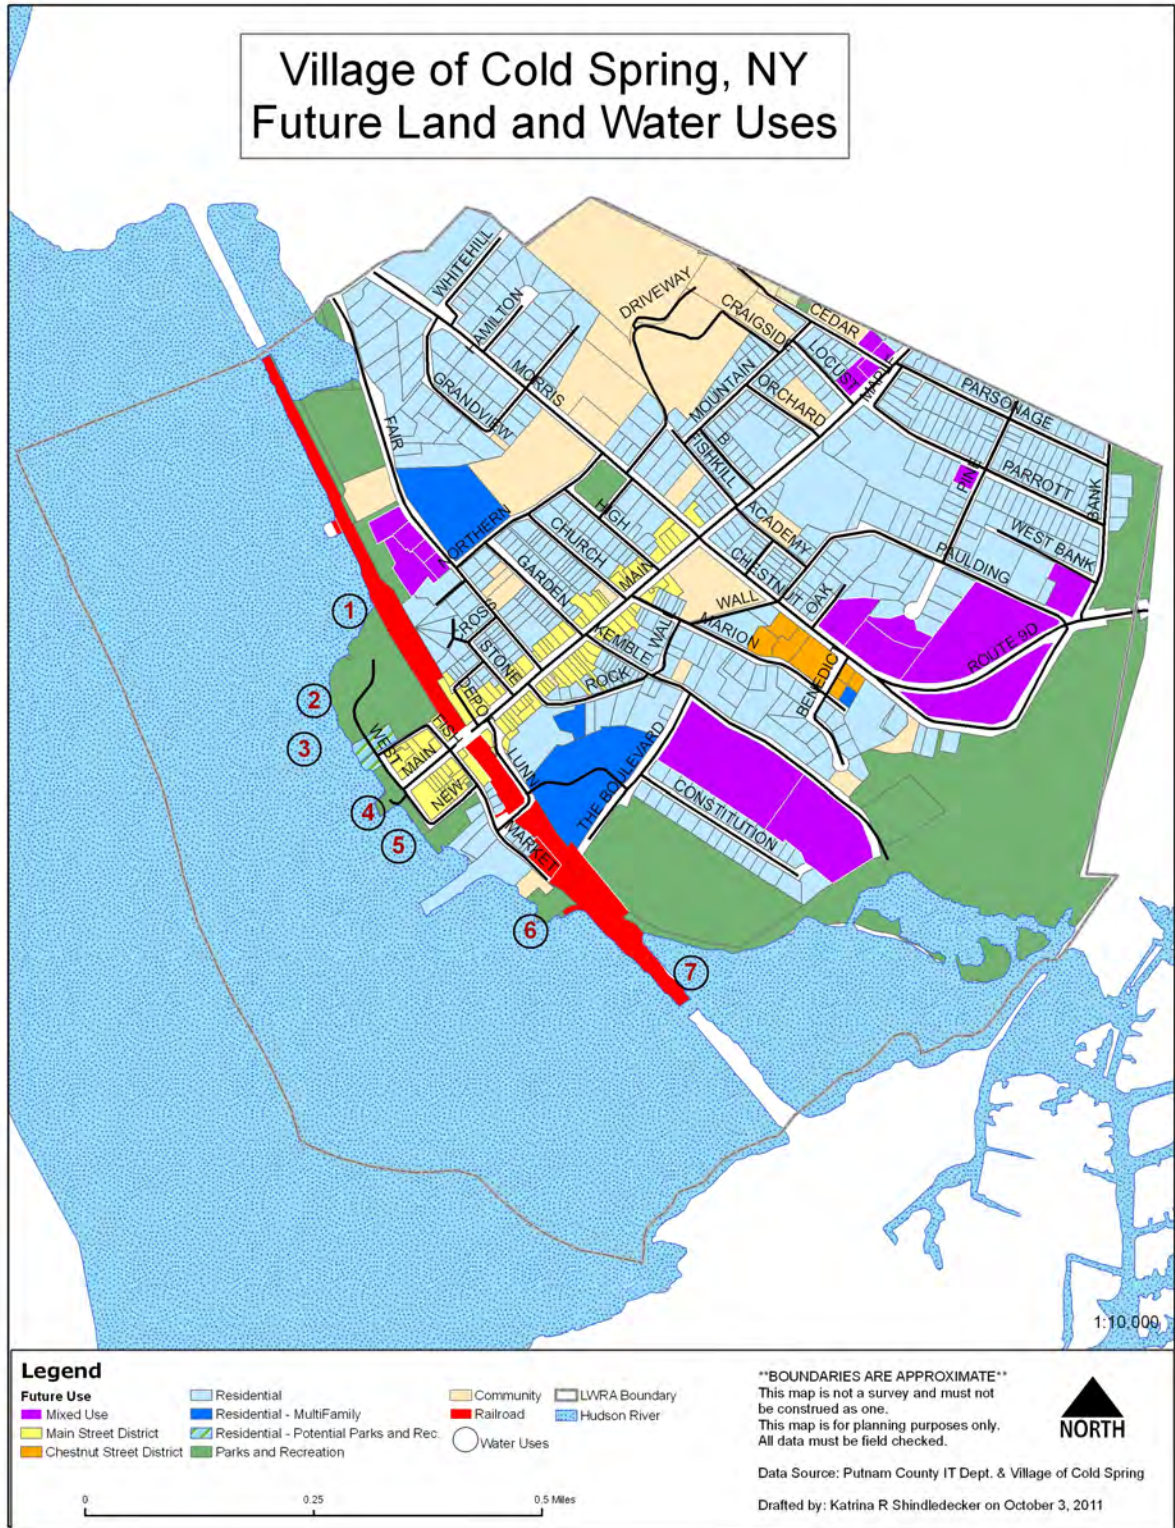 Village of Cold Spring, NY
Future Land and Water Uses
WHITEHILL
DRIVEWAY
HAMILTON
CRAIGSIDE
CEDAR
LOCUST
MORRIS
MOUNTAIN
ORCHARD
PARSONAGE
GRANDVIEW
FAIR
B
FISHKILL
PINE
PARROTT
BANK
HIGH
NORTHERN
CHURCH
ACADEMY
WEST BANK
GARDEN
MAIN
CHESTNUT
PAULDING
WALL
OAK
CROSS
MARION
KEMBLE
WALL
ROUTE 9D
STONE
ROCK
BENEDICT
DEPOT
1
2
FISH
WEST
MAIN
LUNN
THE BOULEVARD
3
NEW
CONSTITUTION
4
5
MARKET
6
7
1:10,000
Legend
Future Use
Mixed Use
Main Street District
Chestnut Street District
Residential
Residential - MultiFamily
Residential - Potential Parks and Rec.
Parks and Recreation
Community
Railroad
Water Uses
LWRA Boundary
Hudson River
0 0.25 0.5 Miles
**BOUNDARIES ARE APPROXIMATE**
This map is not a survey and must not
be construed as one.
This map is for planning purposes only.
All data must be field checked.
NORTH
Data Source: Putnam County IT Dept. & Village of Cold Spring
Drafted by: Katrina R Shindledecker on October 3, 2011